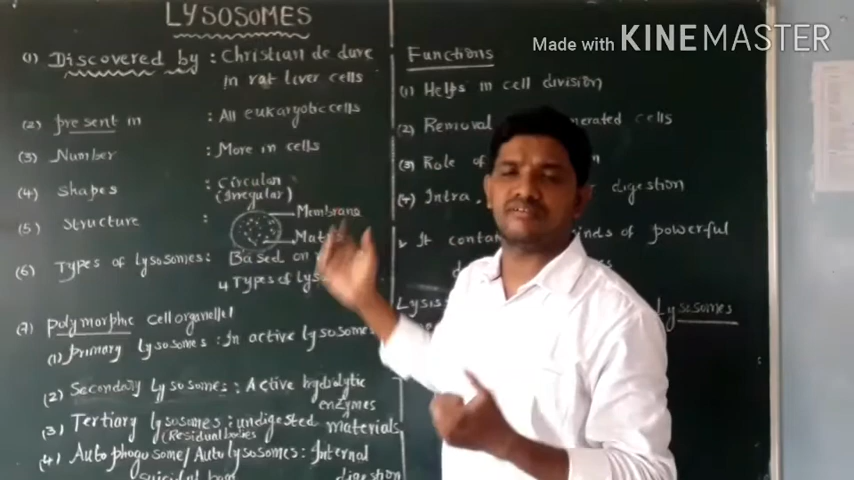 LYSOSOMES
(1) Discovered by : Christian de duve
in rat liver cells
(2) present in : All eukaryotic cells
(3) Number : More in cells
(4) shapes : Circular
(Irregular)
(5) structure :
Membrane
(6) Types of lysosomes : Based on
4 Types of
(7) polymorphic cell organelle
(1) primary lysosomes : In active lysosomes
(2) Secondary lysosomes : Active hydrolytic
enzymes
(3) Tertiary lysosomes : undigested materials
(Residual bodies
(4) Autophagosome/Autolysosomes : Internal
digestion
Functions
(1) Helps in cell division
(2) Removal cells
(3) Role of
(4) Intra digestion
It of powerful
Lysosomes
Made with KINEMASTER